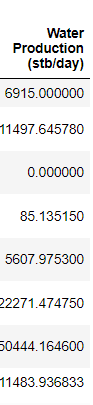 Water
Production
(stb/day)
6915.000000
11497.645780
0.000000
85.135150
5607.975300
22271.474750
50444.164600
11483.936833